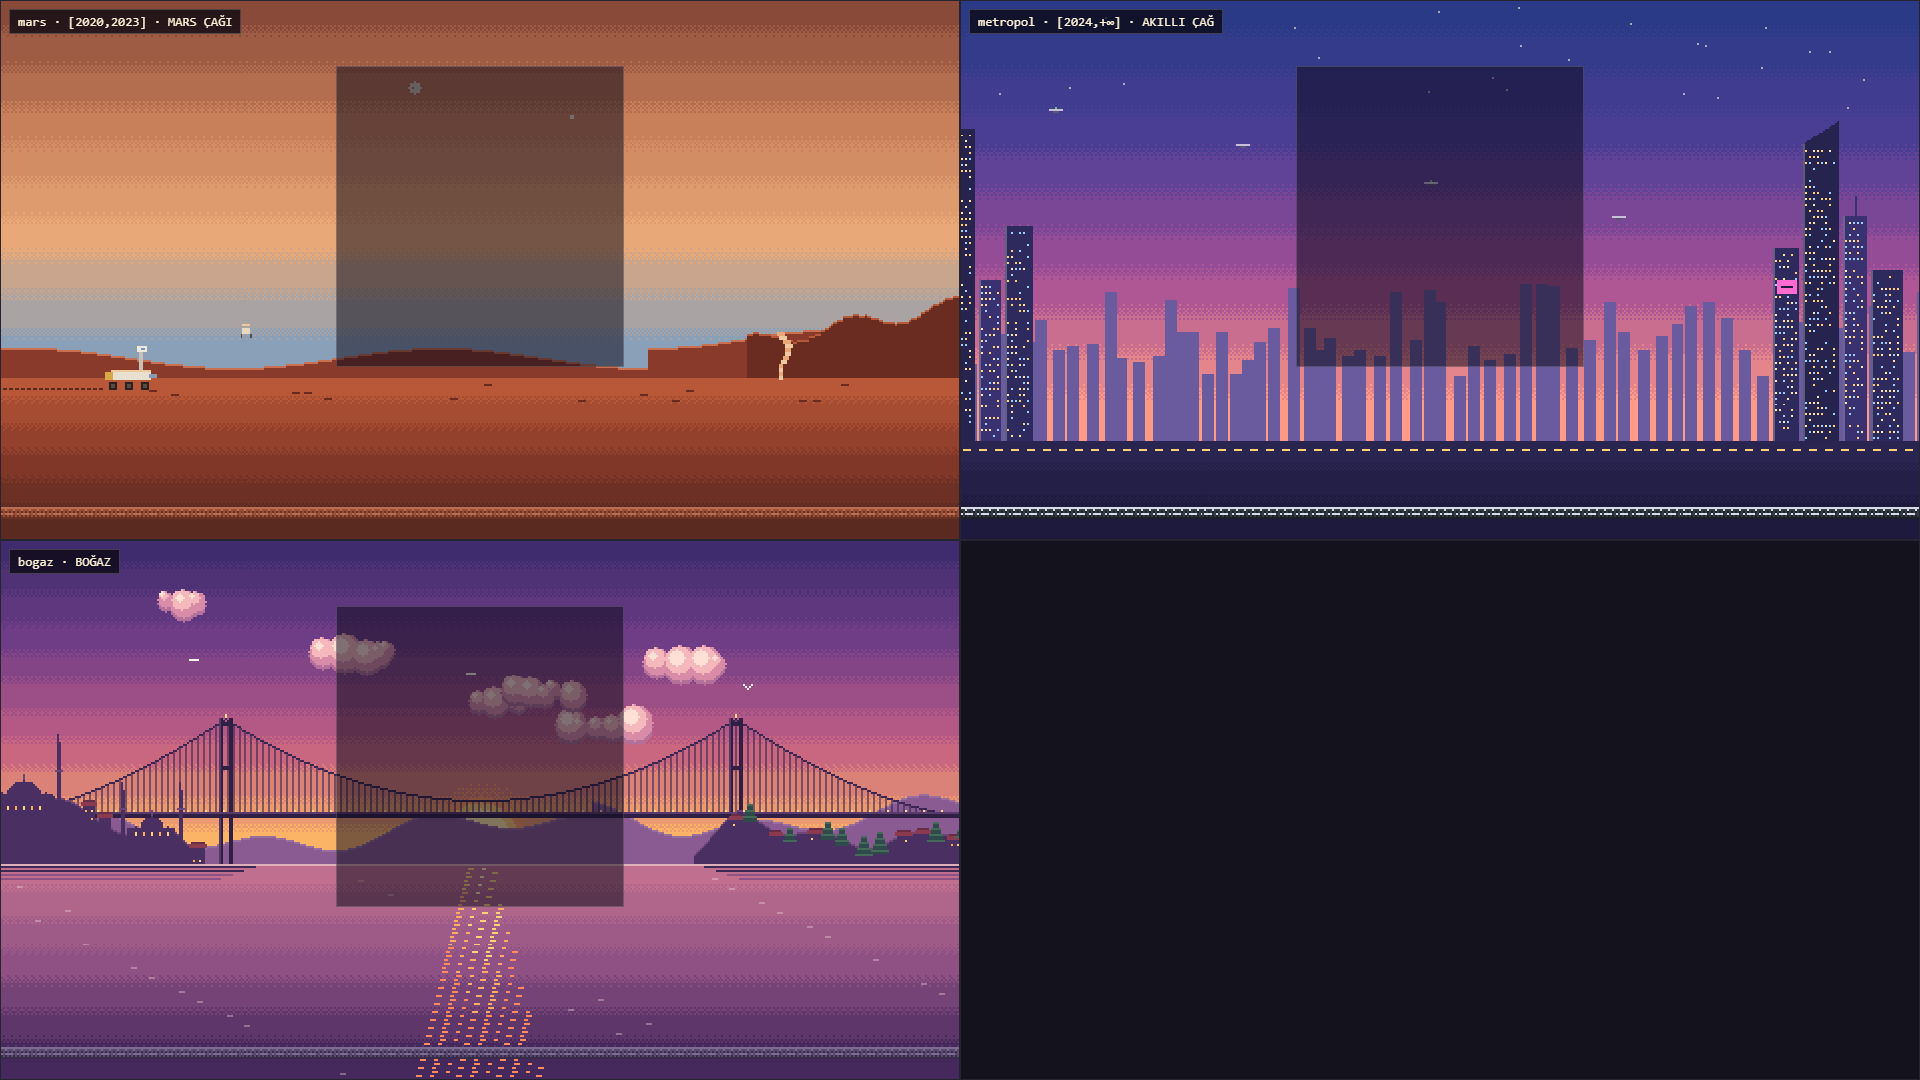 mars · [2020,2023] · MARS ÇAĞI
metropol · [2024,+∞] · AKILLI ÇAĞ
bogaz · BOĞAZ